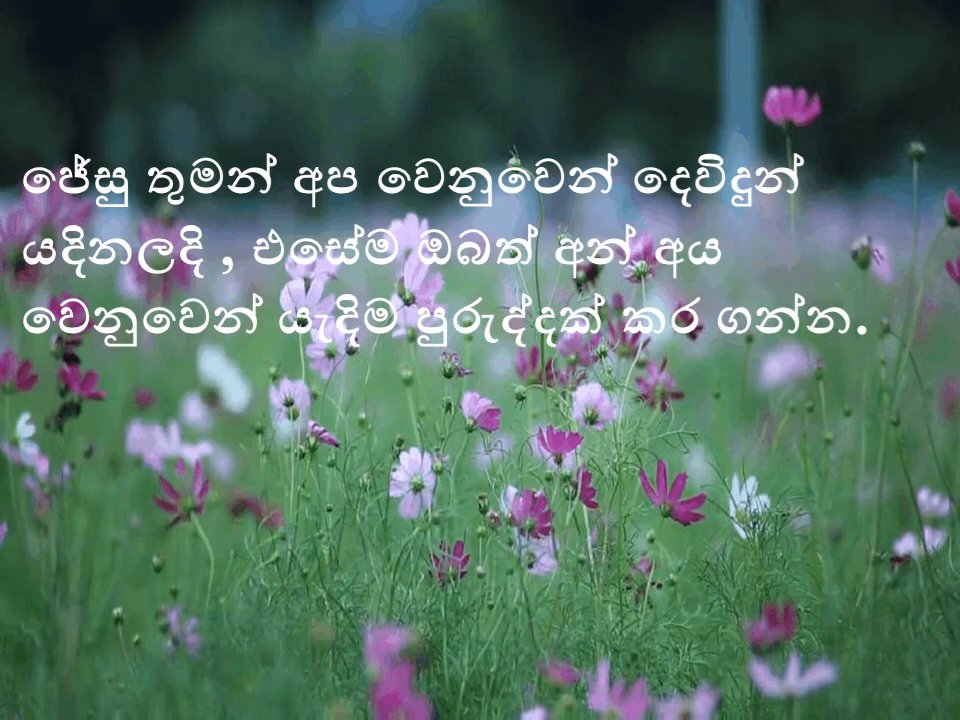 ජේසු තුමන් අප වෙනුවෙන් දෙවිදුන්
යදිනලදි , එසේම ඔබත් අන් අය
වෙනුවෙන් යැදිම පුරුද්දක් කර ගන්න.